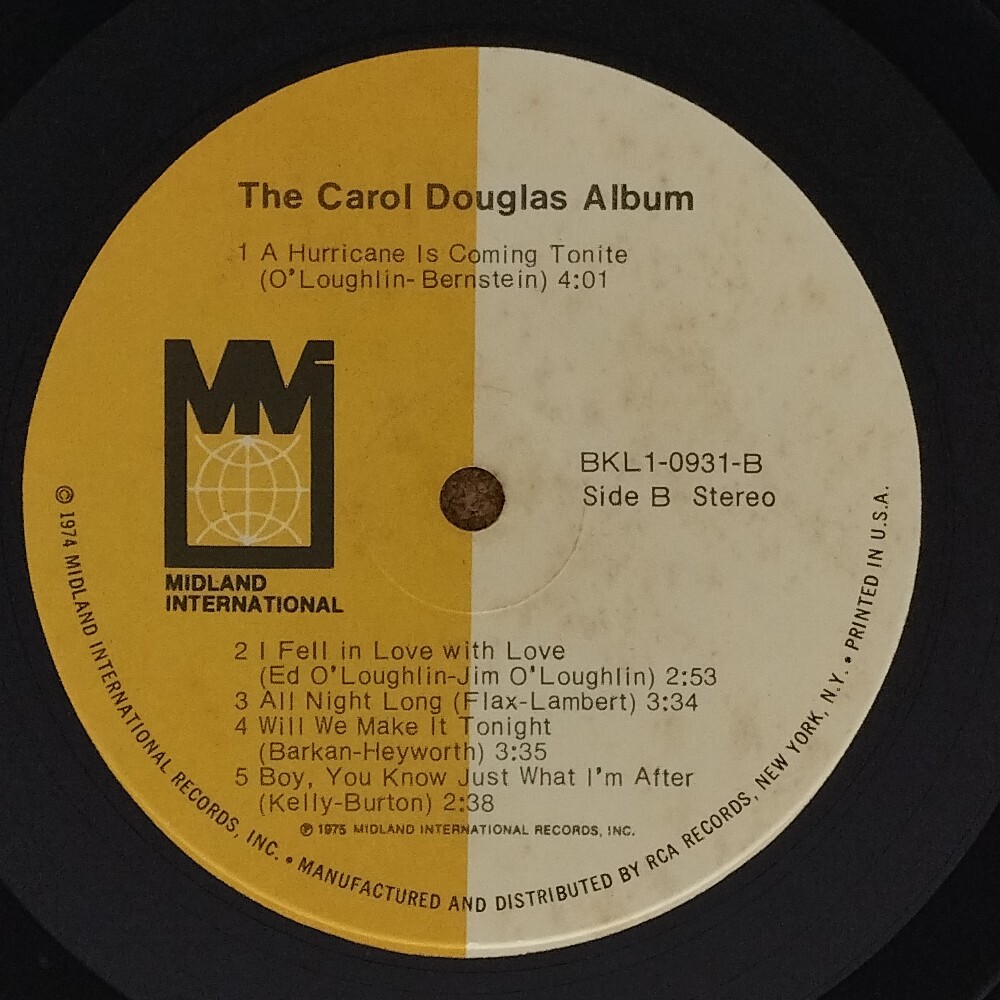 The Carol Douglas Album
1 A Hurricane Is Coming Tonite
(O'Loughlin-Bernstein) 4:01
MMi
MIDLAND
INTERNATIONAL
BKL1-0931-B
Side B Stereo
2 I Fell in Love with Love
(Ed O'Loughlin-Jim O'Loughlin) 2:53
3 All Night Long (Flax-Lambert) 3:34
4 Will We Make It Tonight
(Barkan-Heyworth) 3:35
5 Boy, You Know Just What I'm After
(Kelly-Burton) 2:38
℗ 1975 MIDLAND INTERNATIONAL RECORDS, INC.
© 1974 MIDLAND INTERNATIONAL RECORDS, INC. • MANUFACTURED AND DISTRIBUTED BY RCA RECORDS, NEW YORK, N.Y. • PRINTED IN U.S.A.